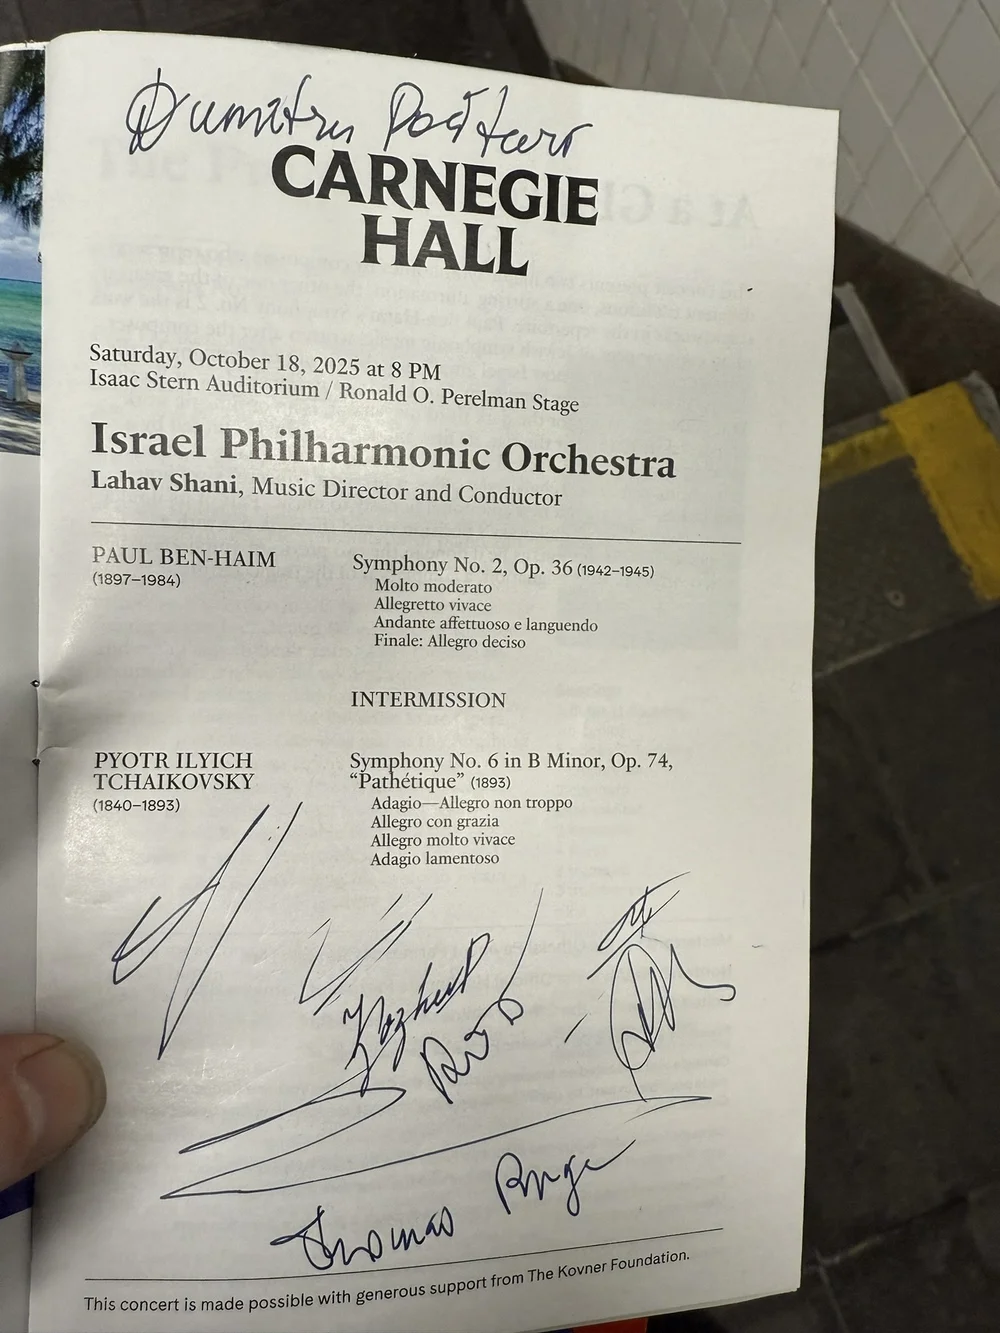 Dumitru
CARNEGIE
HALL
Saturday, October 18, 2025 at 8 PM
Isaac Stern Auditorium / Ronald O. Perelman Stage
Israel Philharmonic Orchestra
Lahav Shani, Music Director and Conductor
PAUL BEN-HAIM
(1897–1984)
Symphony No. 2, Op. 36 (1942–1945)
Molto moderato
Allegretto vivace
Andante affettuoso e languendo
Finale: Allegro deciso
INTERMISSION
PYOTR ILYICH
TCHAIKOVSKY
(1840–1893)
Symphony No. 6 in B Minor, Op. 74,
“Pathétique” (1893)
Adagio—Allegro non troppo
Allegro con grazia
Allegro molto vivace
Adagio lamentoso
Thomas
This concert is made possible with generous support from The Kovner Foundation.